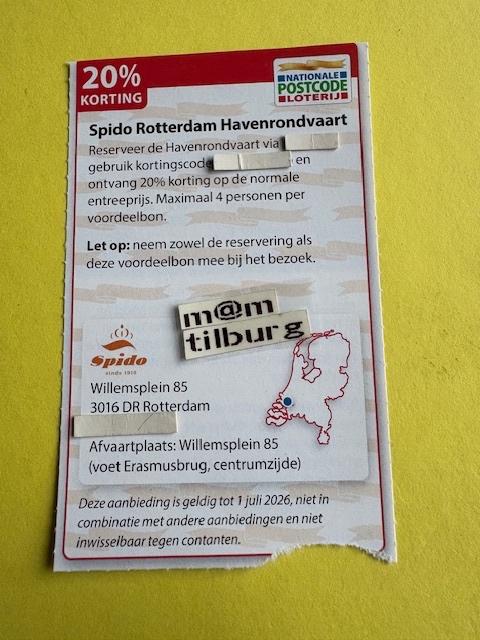 20%
KORTING
NATIONALE
POSTCODE
LOTERIJ
Spido Rotterdam Havenrondvaart
Reserveer de Havenrondvaart via
gebruik kortingscode en
ontvang 20% korting op de normale
entreeprijs. Maximaal 4 personen per
voordeelbon.
Let op: neem zowel de reservering als
deze voordeelbon mee bij het bezoek.
m@m
tilburg
Spido
sinds 1919
Willemsplein 85
3016 DR Rotterdam
Afvaartplaats: Willemsplein 85
(voet Erasmusbrug, centrumzijde)
Deze aanbieding is geldig tot 1 juli 2026, niet in
combinatie met andere aanbiedingen en niet
inwisselbaar tegen contanten.